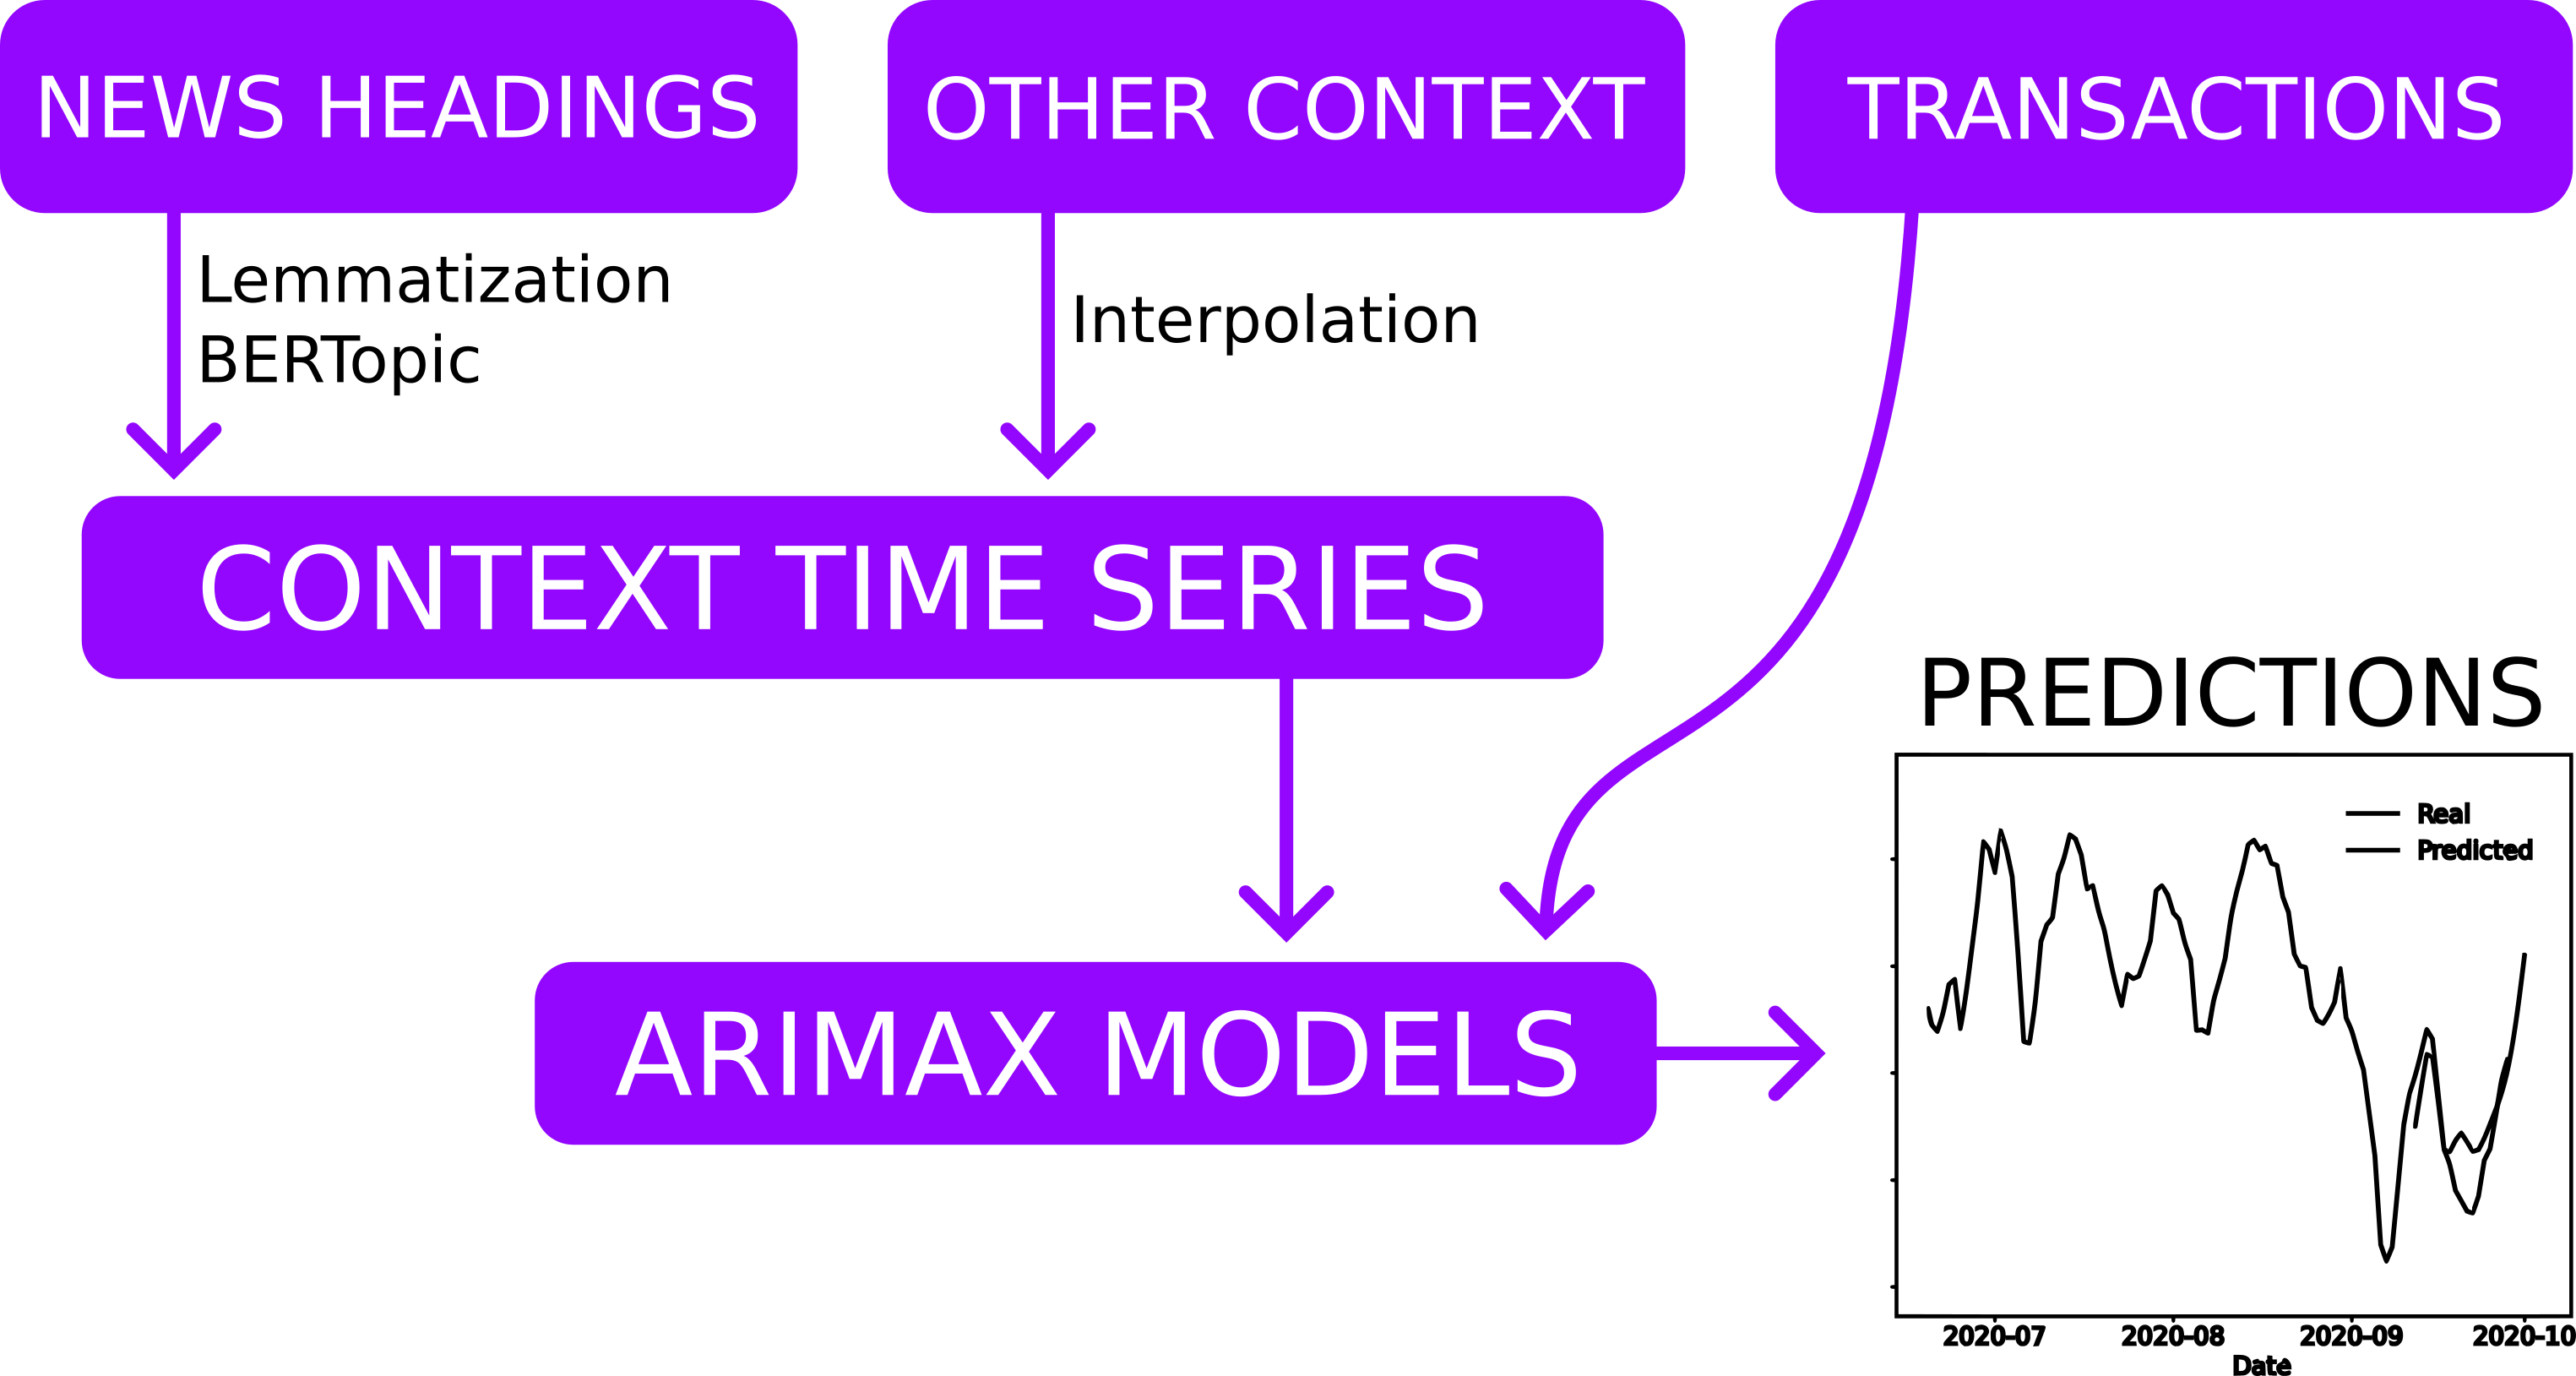 NEWS HEADINGS
OTHER CONTEXT
TRANSACTIONS
Lemmatization
BERTopic
Interpolation
CONTEXT TIME SERIES
ARIMAX MODELS
PREDICTIONS
Real
Predicted
2020-07
2020-08
2020-09
2020-10
Date